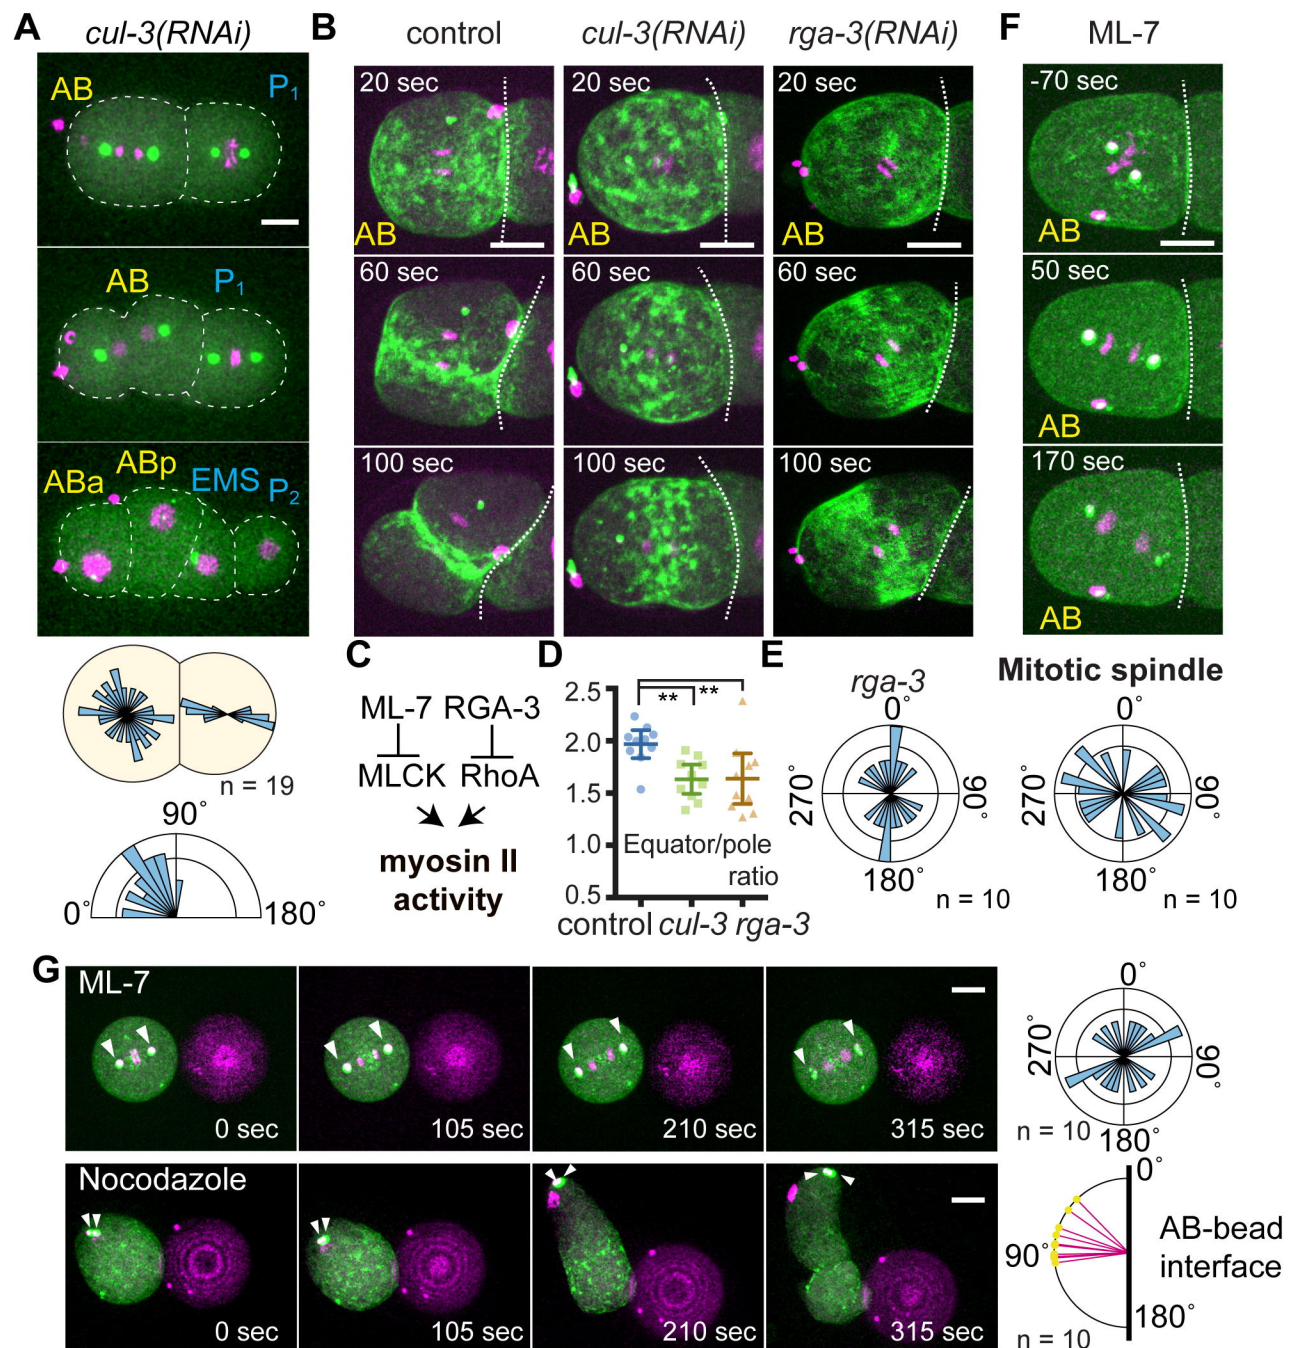 A
cul-3(RNAi)
AB
P1
AB
P1
ABa
ABp
EMS
P2
n = 19
90°
0°
180°
B
control
cul-3(RNAi)
rga-3(RNAi)
20 sec
20 sec
20 sec
AB
AB
AB
60 sec
60 sec
60 sec
100 sec
100 sec
100 sec
F
ML-7
-70 sec
AB
50 sec
AB
170 sec
AB
C
ML-7 RGA-3
MLCK RhoA
myosin II
activity
D
2.5
2.0
1.5
1.0
0.5
**
**
Equator/pole
ratio
control cul-3 rga-3
E
rga-3
0°
270°
90°
180°
n = 10
Mitotic spindle
0°
270°
90°
180°
n = 10
G
ML-7
0 sec
105 sec
210 sec
315 sec
0°
270°
90°
n = 10
180°
Nocodazole
0 sec
105 sec
210 sec
315 sec
0°
90°
AB-bead
interface
180°
n = 10